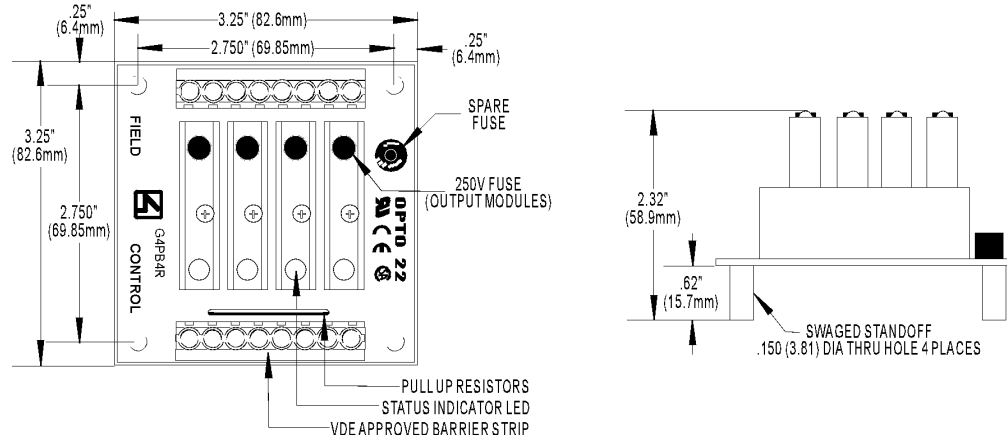 .25"
(6.4mm)
3.25" (82.6mm)
2.750" (69.85mm)
.25"
(6.4mm)
3.25"
(82.6mm)
2.750"
(69.85mm)
FIELD
CONTROL
G4PB4R
OPTO 22
SPARE
FUSE
250V FUSE
(OUTPUT MODULES)
PULL UP RESISTORS
STATUS INDICATOR LED
VDE APPROVED BARRIER STRIP
2.32"
(58.9mm)
.62"
(15.7mm)
SWAGED STANDOFF
.150 (3.81) DIA THRU HOLE 4 PLACES